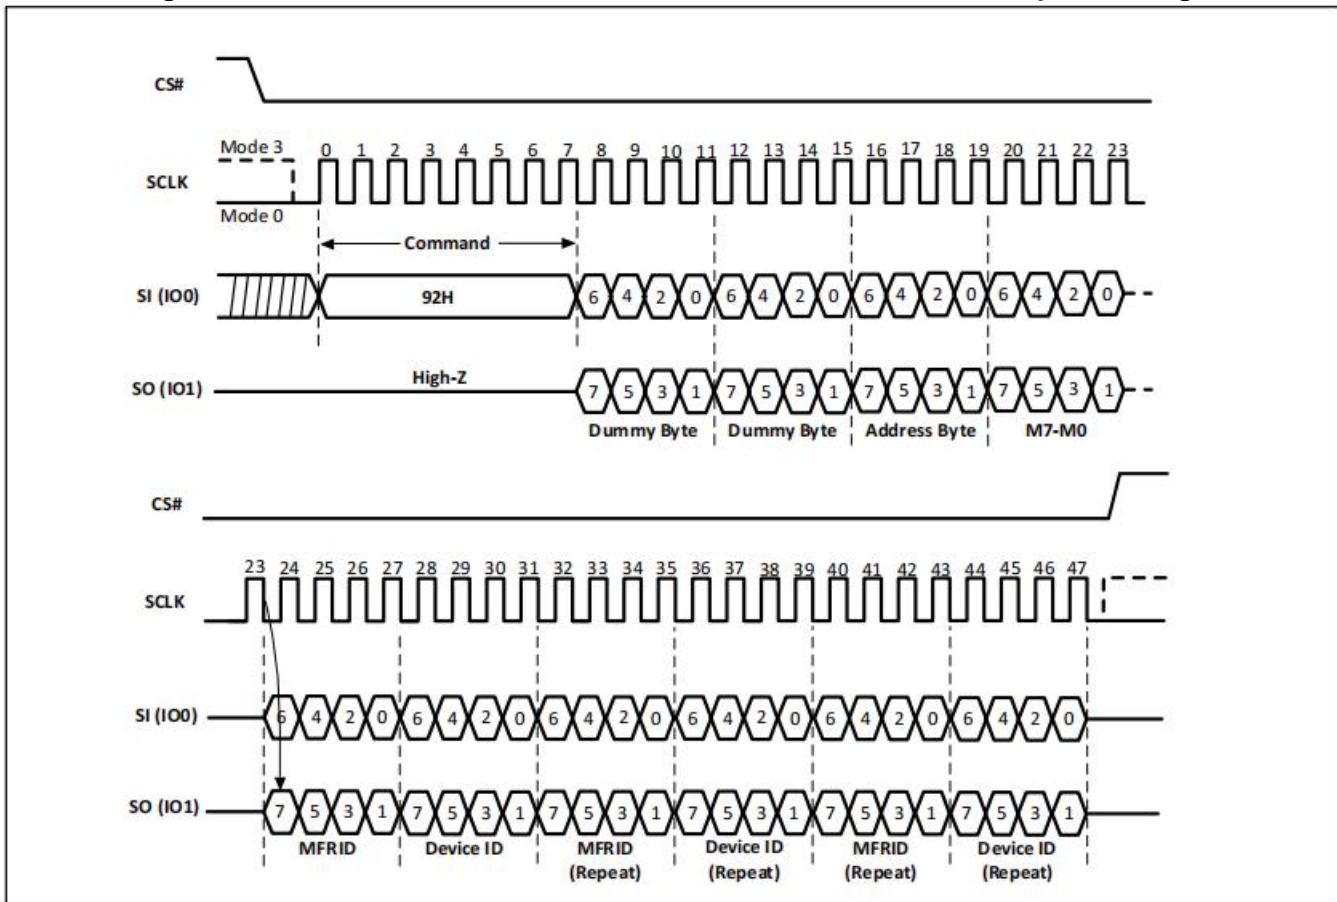 CS#
Mode 3
0 1 2 3 4 5 6 7 8 9 10 11 12 13 14 15 16 17 18 19 20 21 22 23
SCLK
Mode 0
Command
SI (IO0)
92H
6 4 2 0 6 4 2 0 6 4 2 0 6 4 2 0
High-Z
SO (IO1)
7 5 3 1 7 5 3 1 7 5 3 1 7 5 3 1
Dummy Byte Dummy Byte Address Byte M7-M0
CS#
23 24 25 26 27 28 29 30 31 32 33 34 35 36 37 38 39 40 41 42 43 44 45 46 47
SCLK
SI (IO0)
6 4 2 0 6 4 2 0 6 4 2 0 6 4 2 0 6 4 2 0 6 4 2 0
SO (IO1)
7 5 3 1 7 5 3 1 7 5 3 1 7 5 3 1 7 5 3 1 7 5 3 1
MFRID Device ID MFRID Device ID MFRID Device ID
(Repeat) (Repeat) (Repeat) (Repeat)